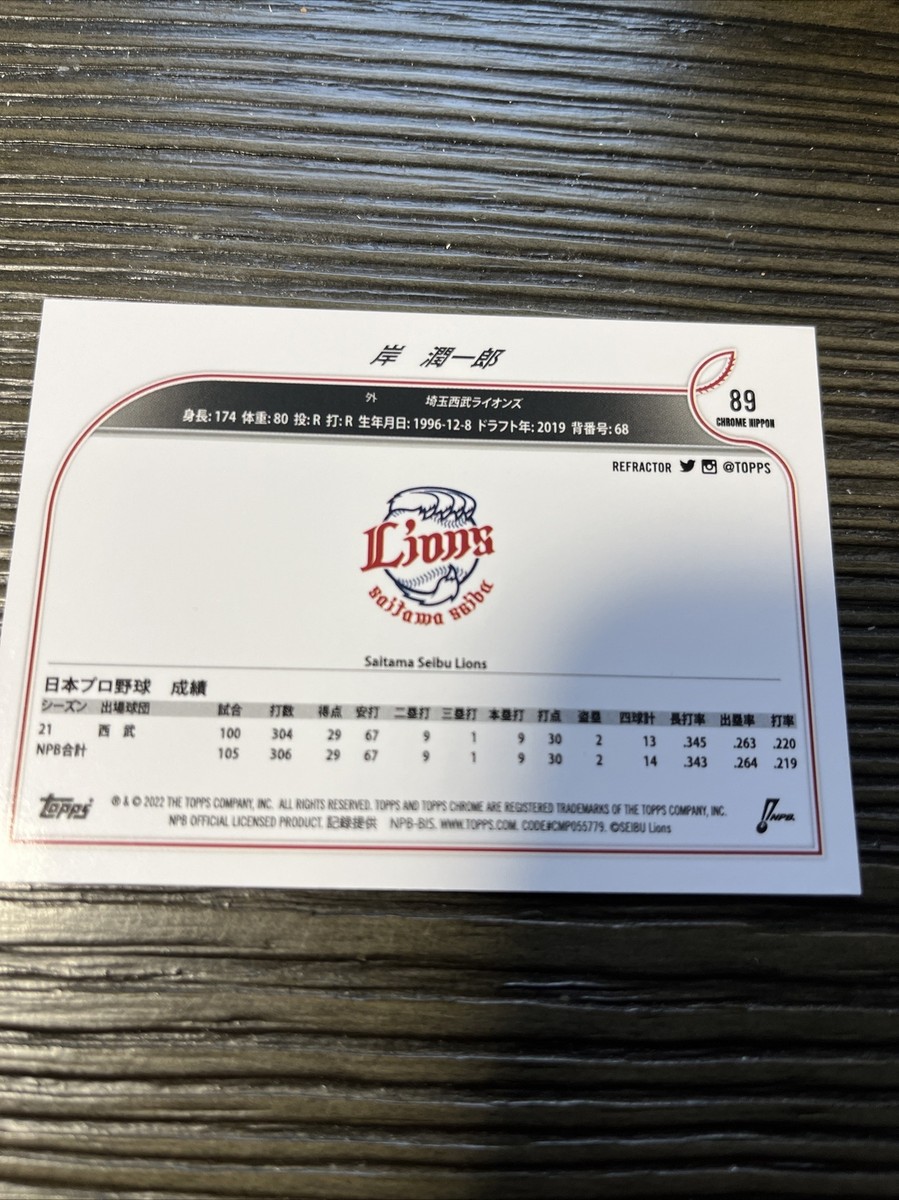 岸 潤一郎
外 埼玉西武ライオンズ
89
身長: 174 体重: 80 投: R 打: R 生年月日: 1996-12-8 ドラフト年: 2019 背番号: 68
CHROME NIPPON
REFRACTOR @TOPPS
Lions
saitama seibu
Saitama Seibu Lions
日本プロ野球 成績
シーズン 出場球団 試合 打数 得点 安打 二塁打 三塁打 本塁打 打点 盗塁 四球計 長打率 出塁率 打率
21 西 武 100 304 29 67 9 1 9 30 2 13 .345 .263 .220
NPB合計 105 306 29 67 9 1 9 30 2 14 .343 .264 .219
topps
® & © 2022 THE TOPPS COMPANY, INC. ALL RIGHTS RESERVED. TOPPS AND TOPPS CHROME ARE REGISTERED TRADEMARKS OF THE TOPPS COMPANY, INC.
NPB OFFICIAL LICENSED PRODUCT. 記録提供 NPB-BIS. WWW.TOPPS.COM. CODE#CMP055779. ©SEIBU Lions
NPB.